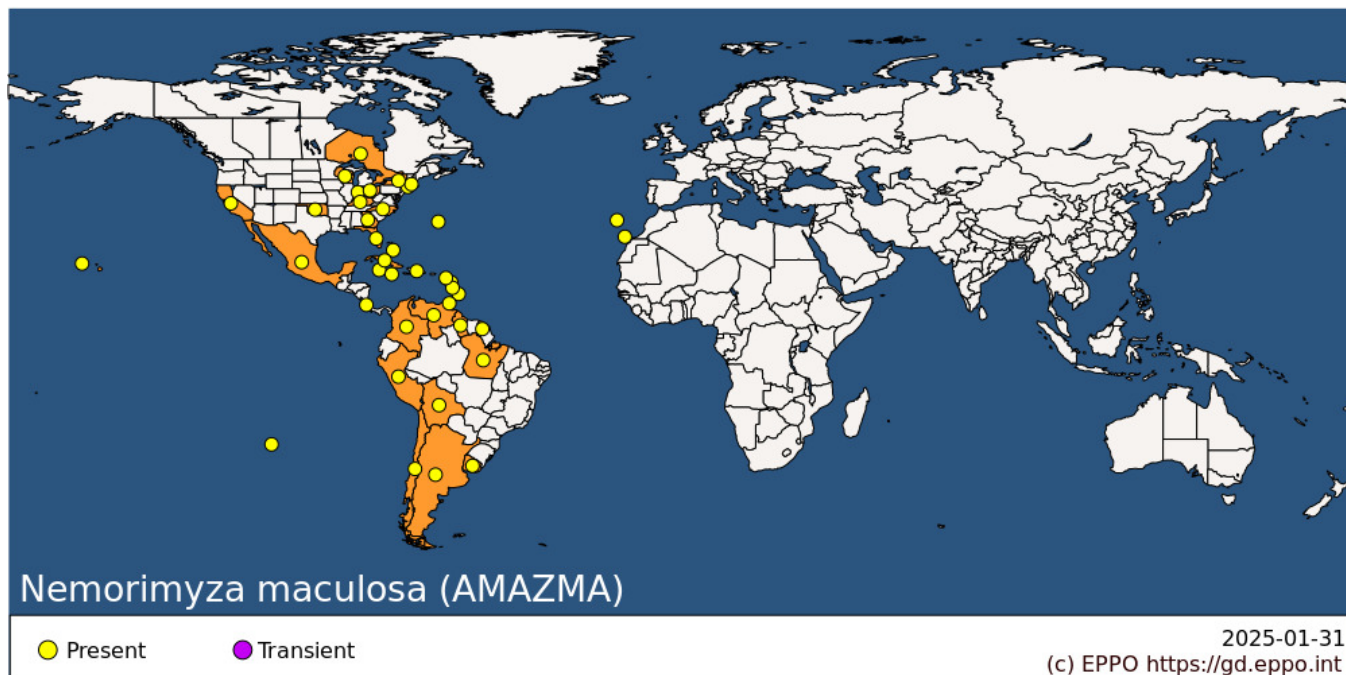 Nemorimyza maculosa (AMAZMA)
Present
Transient
2025-01-31
(c) EPPO https://gd.eppo.int